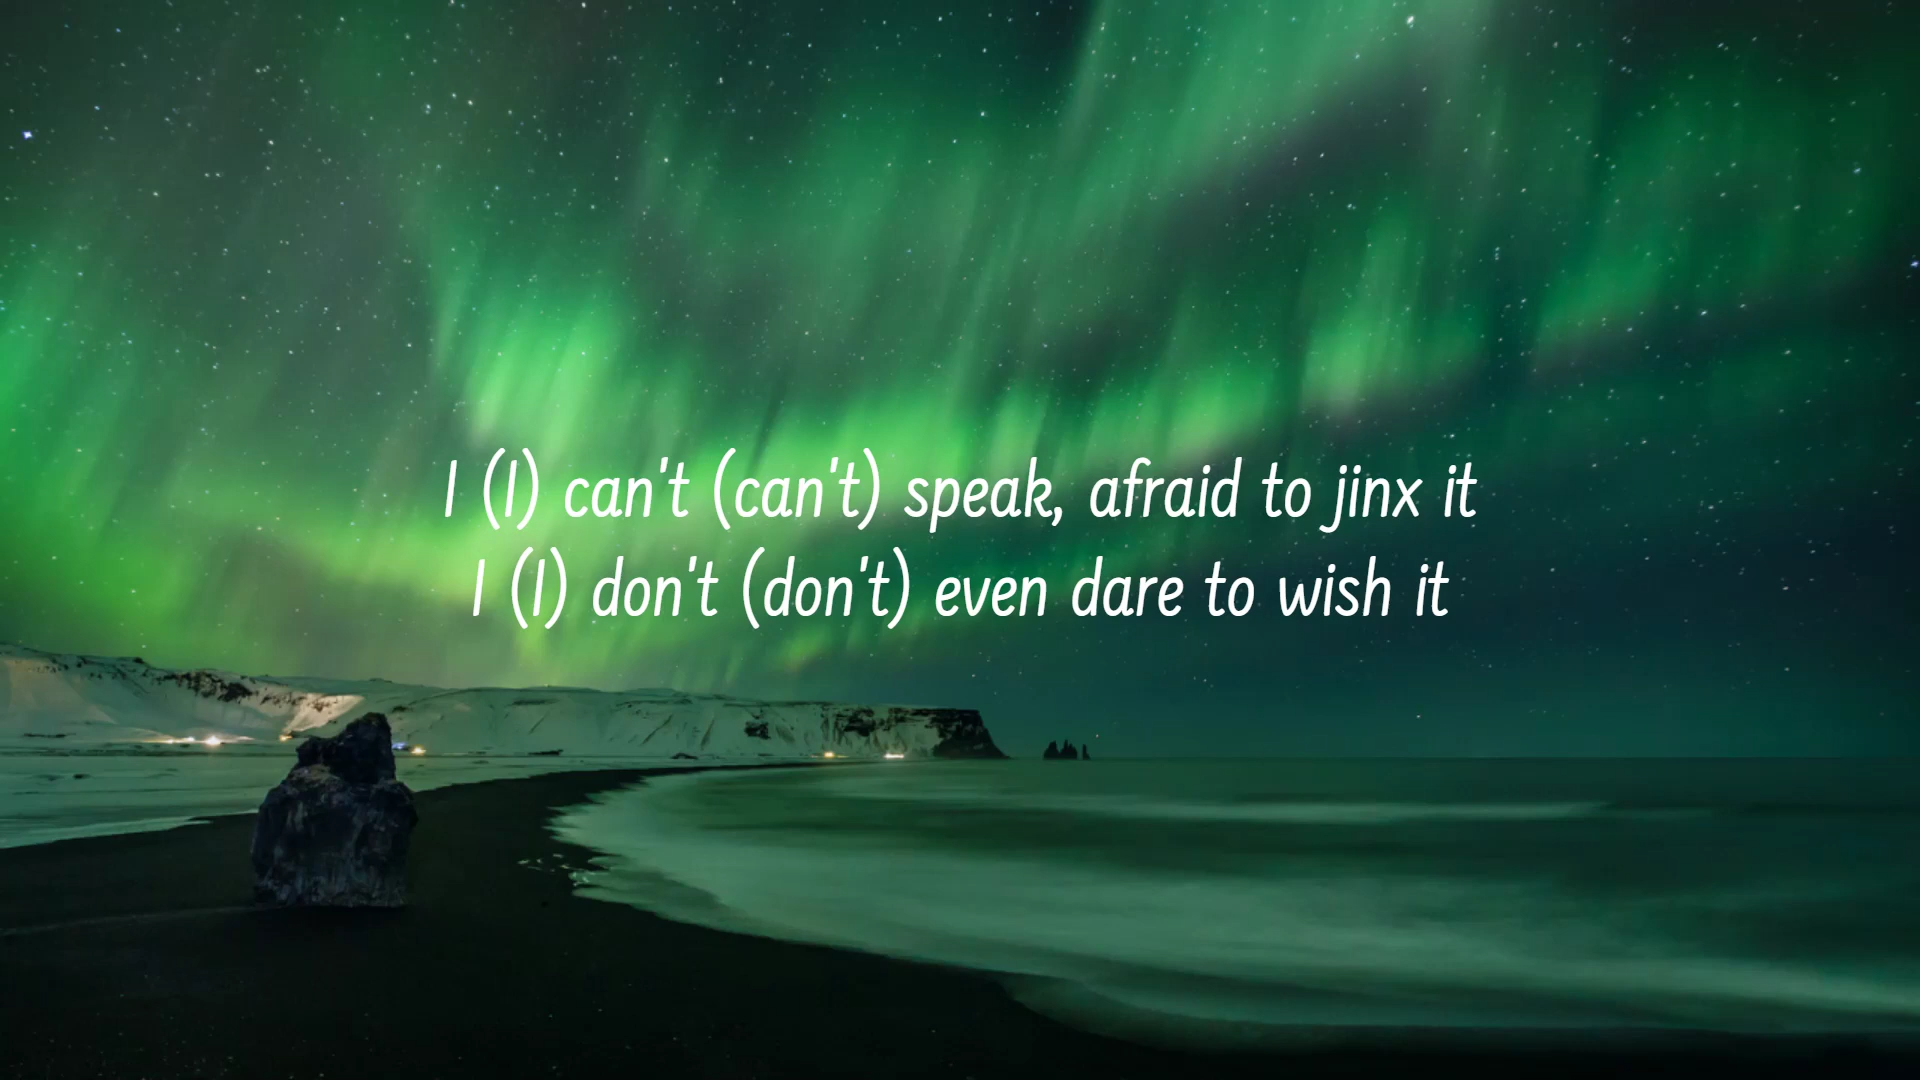 I (I) can't (can't) speak, afraid to jinx it
I (I) don't (don't) even dare to wish it